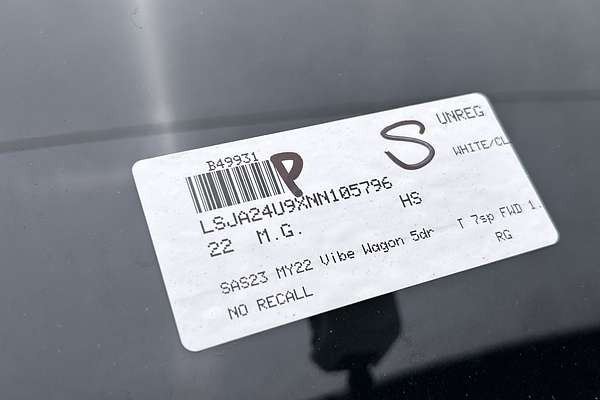 B49931 P S UNREG
WHITE/CL
LSJA24U9XNN105796
22 M.G. HS
SAS23 MY22 Vibe Wagon 5dr T 7sp FWD 1.
NO RECALL RG